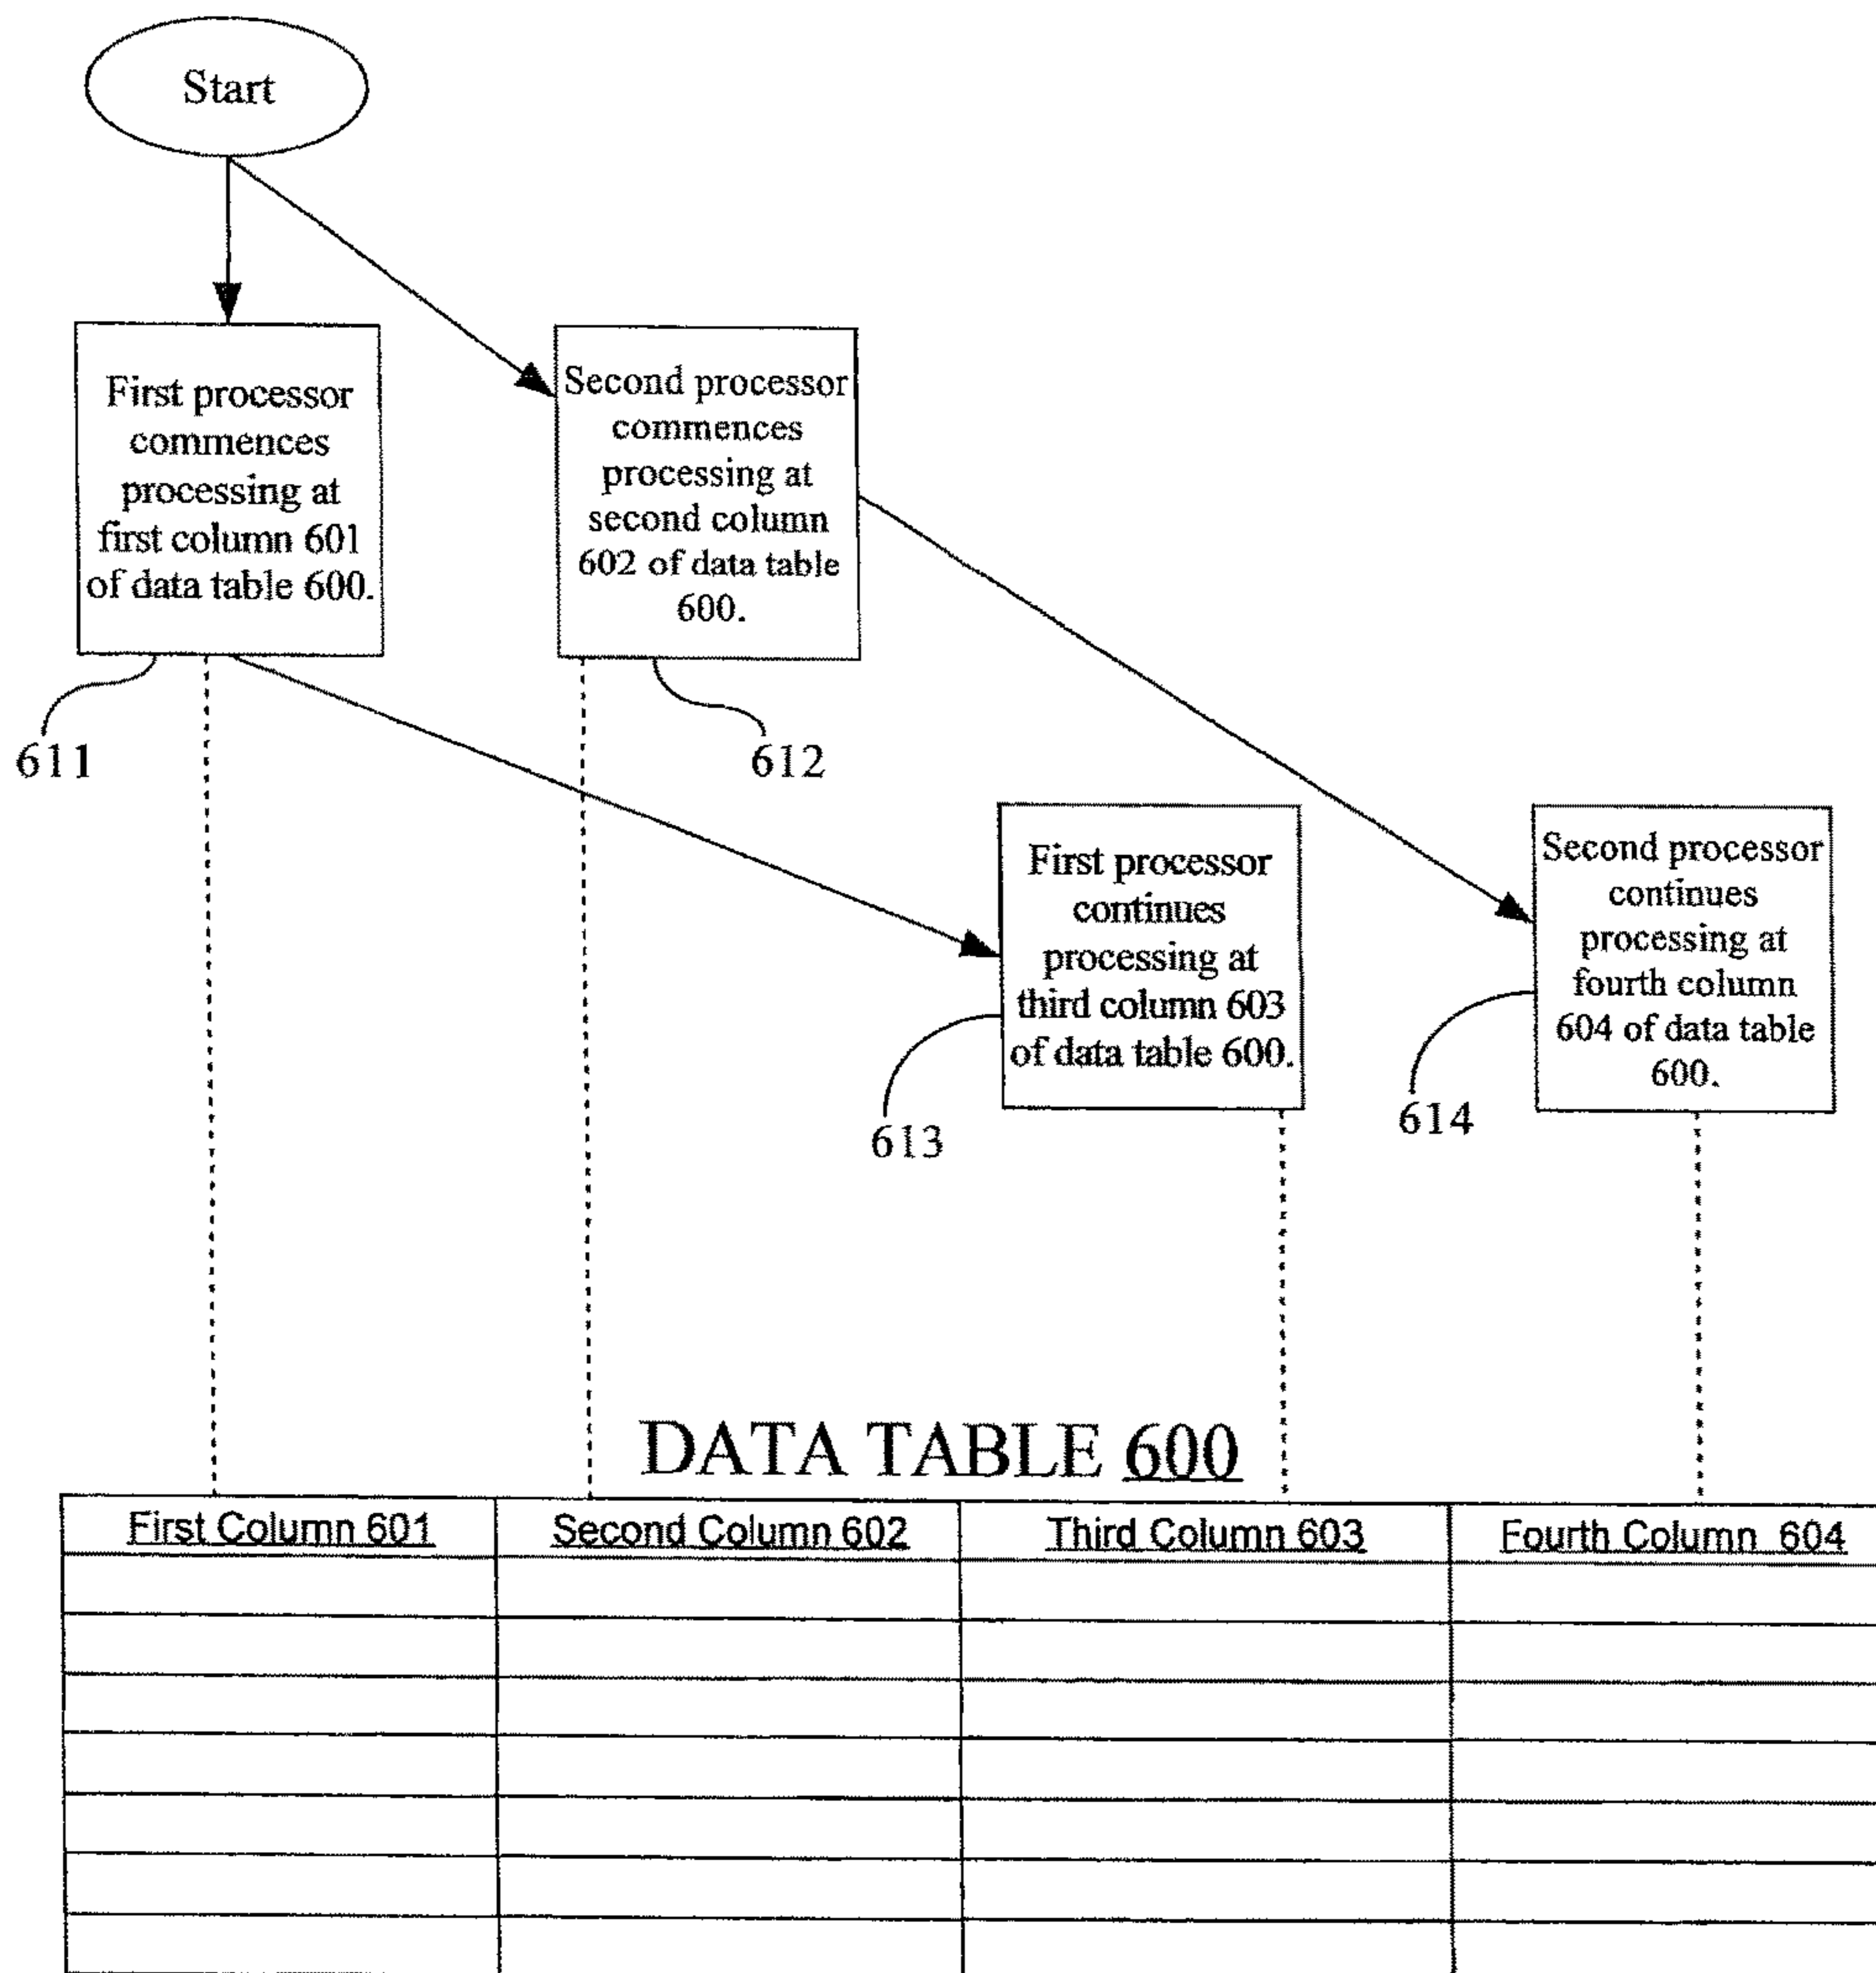 Start
First processor
commences
processing at
first column 601
of data table 600.
Second processor
commences
processing at
second column
602 of data table
600.
611
612
First processor
continues
processing at
third column 603
of data table 600.
Second processor
continues
processing at
fourth column
604 of data table
600.
613
614
DATA TABLE 600
First Column 601
Second Column 602
Third Column 603
Fourth Column 604